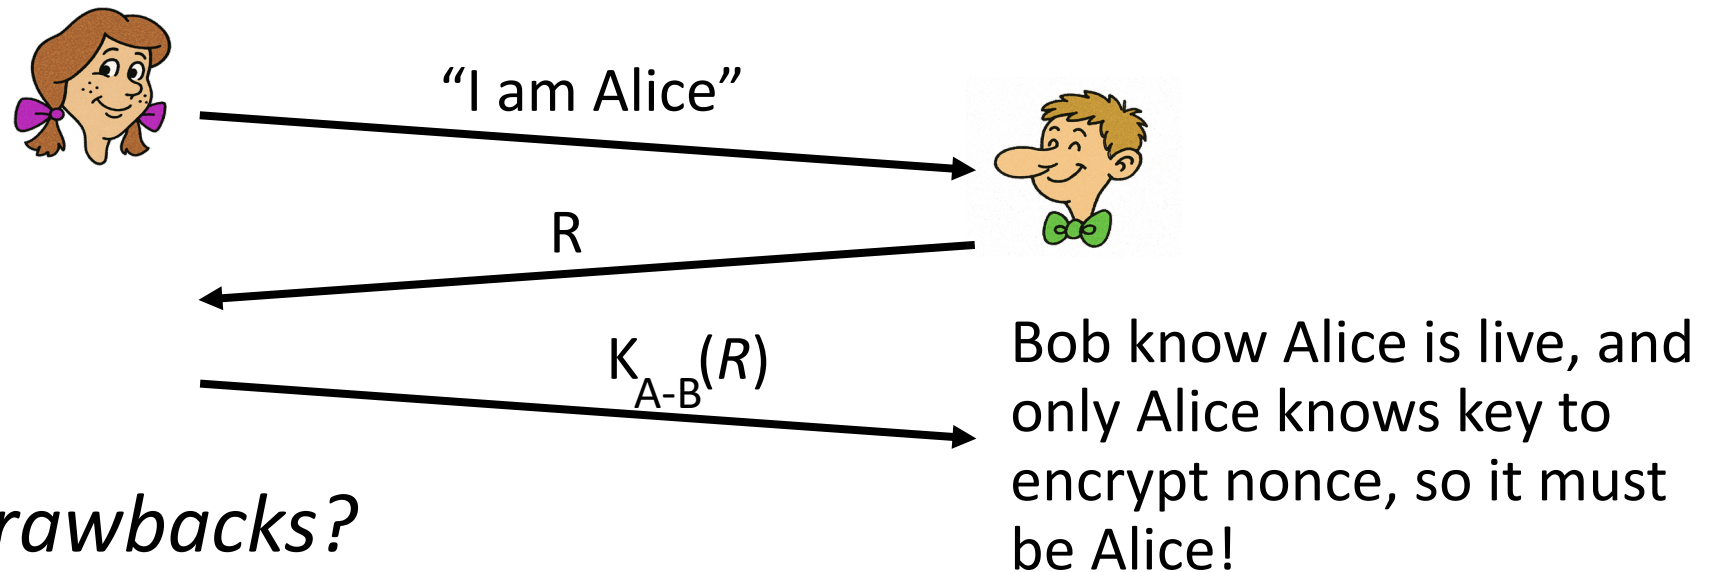 “I am Alice”
R
K_A-B(R)
Bob know Alice is live, and
only Alice knows key to
encrypt nonce, so it must
be Alice!
rawbacks?